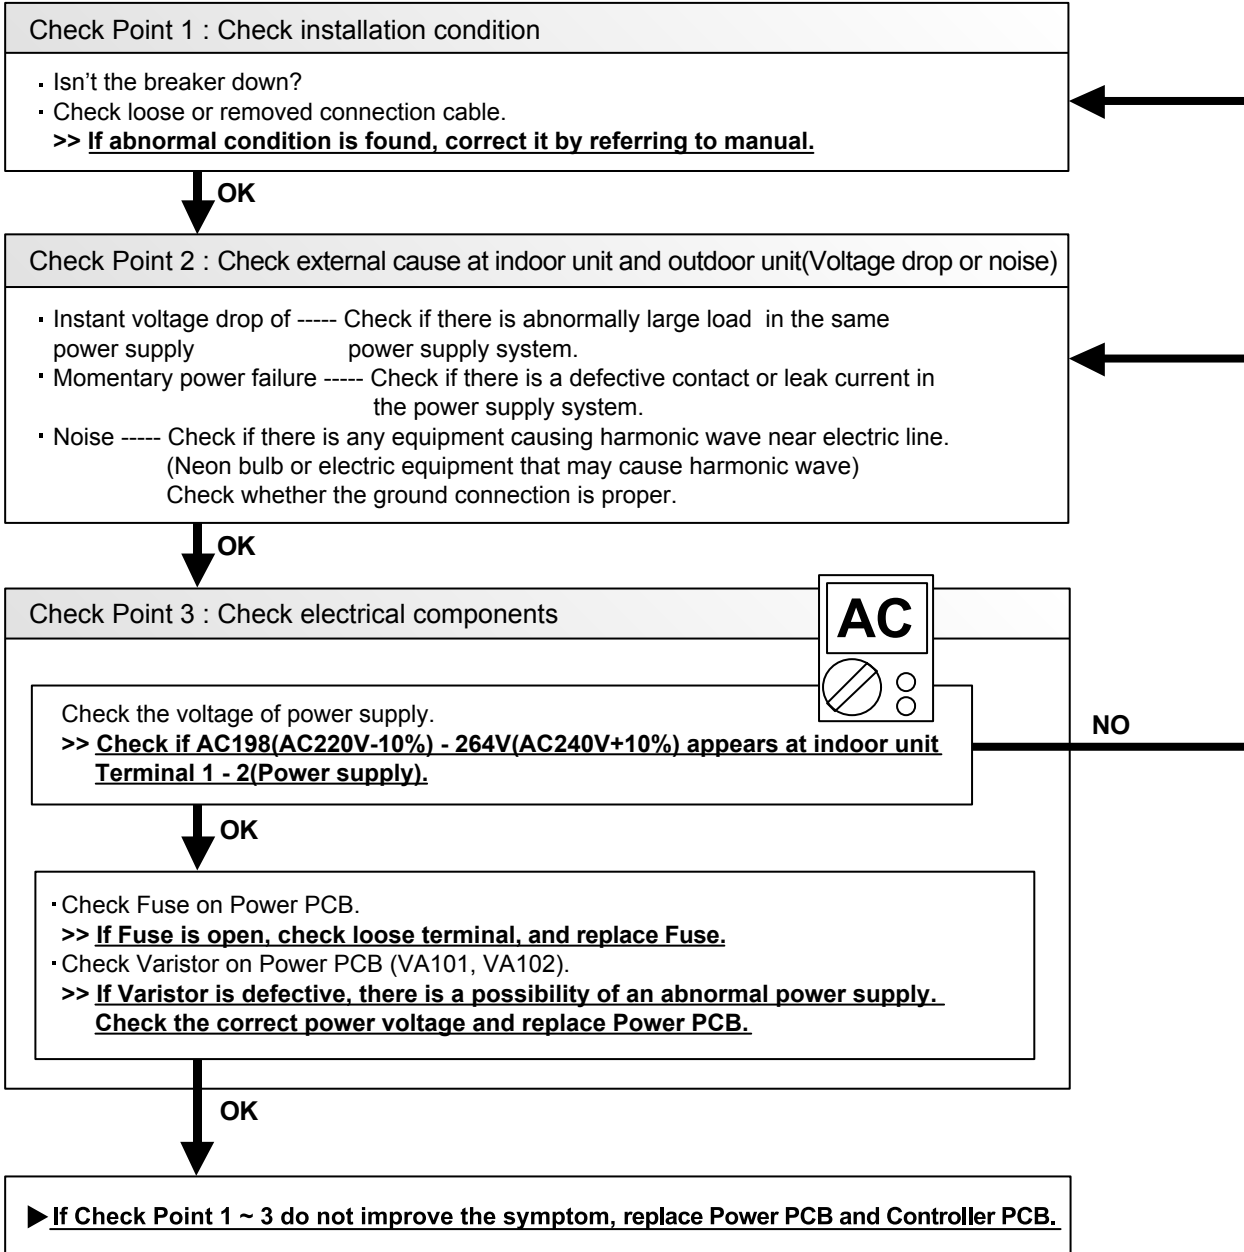 Check Point 1 : Check installation condition
· Isn't the breaker down?
· Check loose or removed connection cable.
>> If abnormal condition is found, correct it by referring to manual.
OK
Check Point 2 : Check external cause at indoor unit and outdoor unit(Voltage drop or noise)
· Instant voltage drop of ----- Check if there is abnormally large load in the same
power supply power supply system.
· Momentary power failure ----- Check if there is a defective contact or leak current in
the power supply system.
· Noise ----- Check if there is any equipment causing harmonic wave near electric line.
(Neon bulb or electric equipment that may cause harmonic wave)
Check whether the ground connection is proper.
OK
Check Point 3 : Check electrical components
AC
Check the voltage of power supply.
>> Check if AC198(AC220V-10%) - 264V(AC240V+10%) appears at indoor unit
Terminal 1 - 2(Power supply).
NO
OK
· Check Fuse on Power PCB.
>> If Fuse is open, check loose terminal, and replace Fuse.
· Check Varistor on Power PCB (VA101, VA102).
>> If Varistor is defective, there is a possibility of an abnormal power supply.
Check the correct power voltage and replace Power PCB.
OK
▶ If Check Point 1 ~ 3 do not improve the symptom, replace Power PCB and Controller PCB.